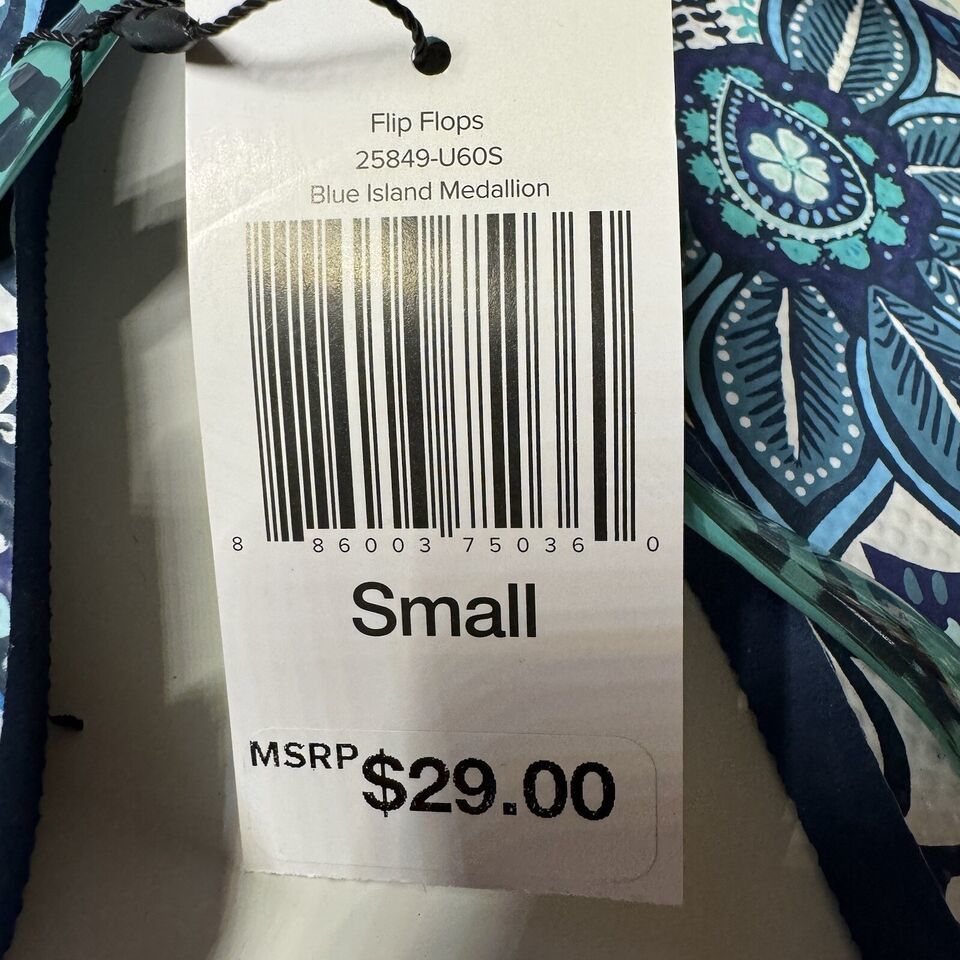 Flip Flops
25849-U60S
Blue Island Medallion
8 86003 75036 0
Small
MSRP $29.00